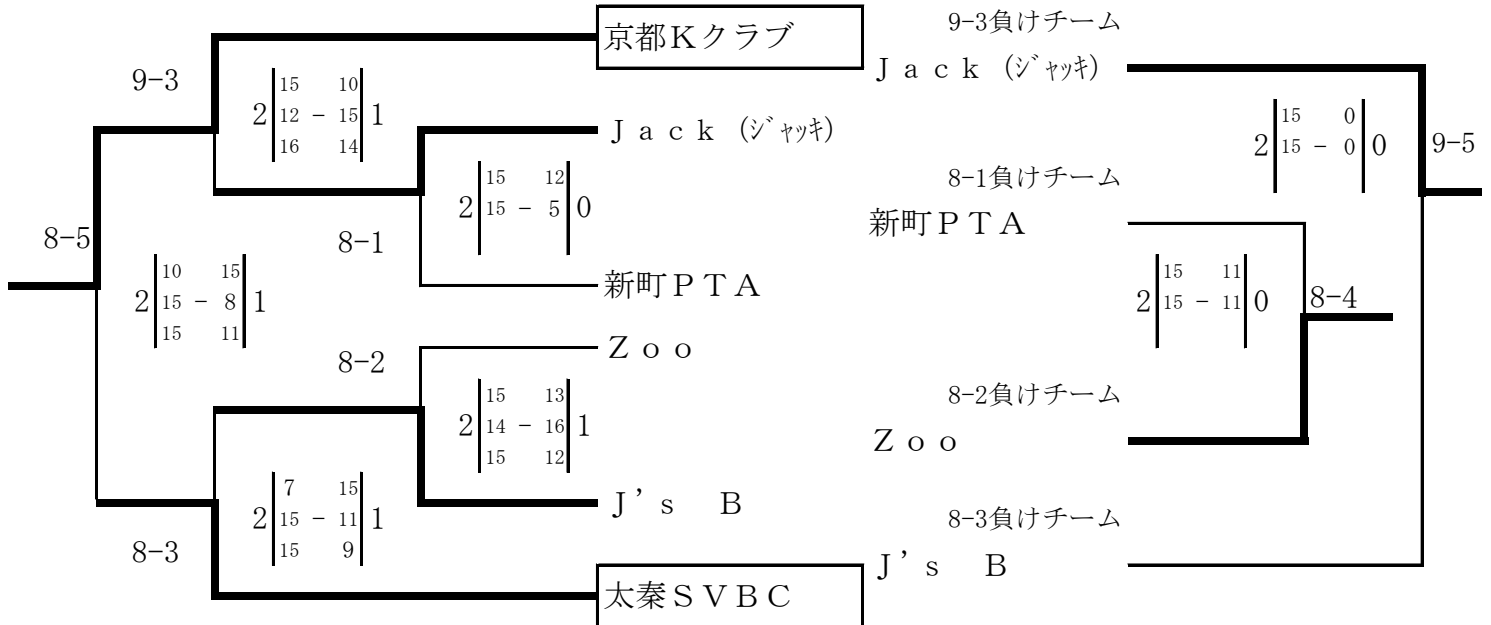 京都Kクラブ
9-3負けチーム
Jack (ジャッキ)
9-3
2 15 10 1
12 - 15
16 14
Jack (ジャッキ)
2 15 0 0
15 - 0
9-5
8-1負けチーム
新町PTA
2 15 12 0
15 - 5
8-1
8-5
2 10 15 1
15 - 8
15 11
新町PTA
2 15 11 0
15 - 11
8-4
Zoo
8-2
2 15 13 1
14 - 16
15 12
8-2負けチーム
Zoo
2 7 15 1
15 - 11
15 9
J's B
8-3負けチーム
J's B
8-3
太秦SVBC